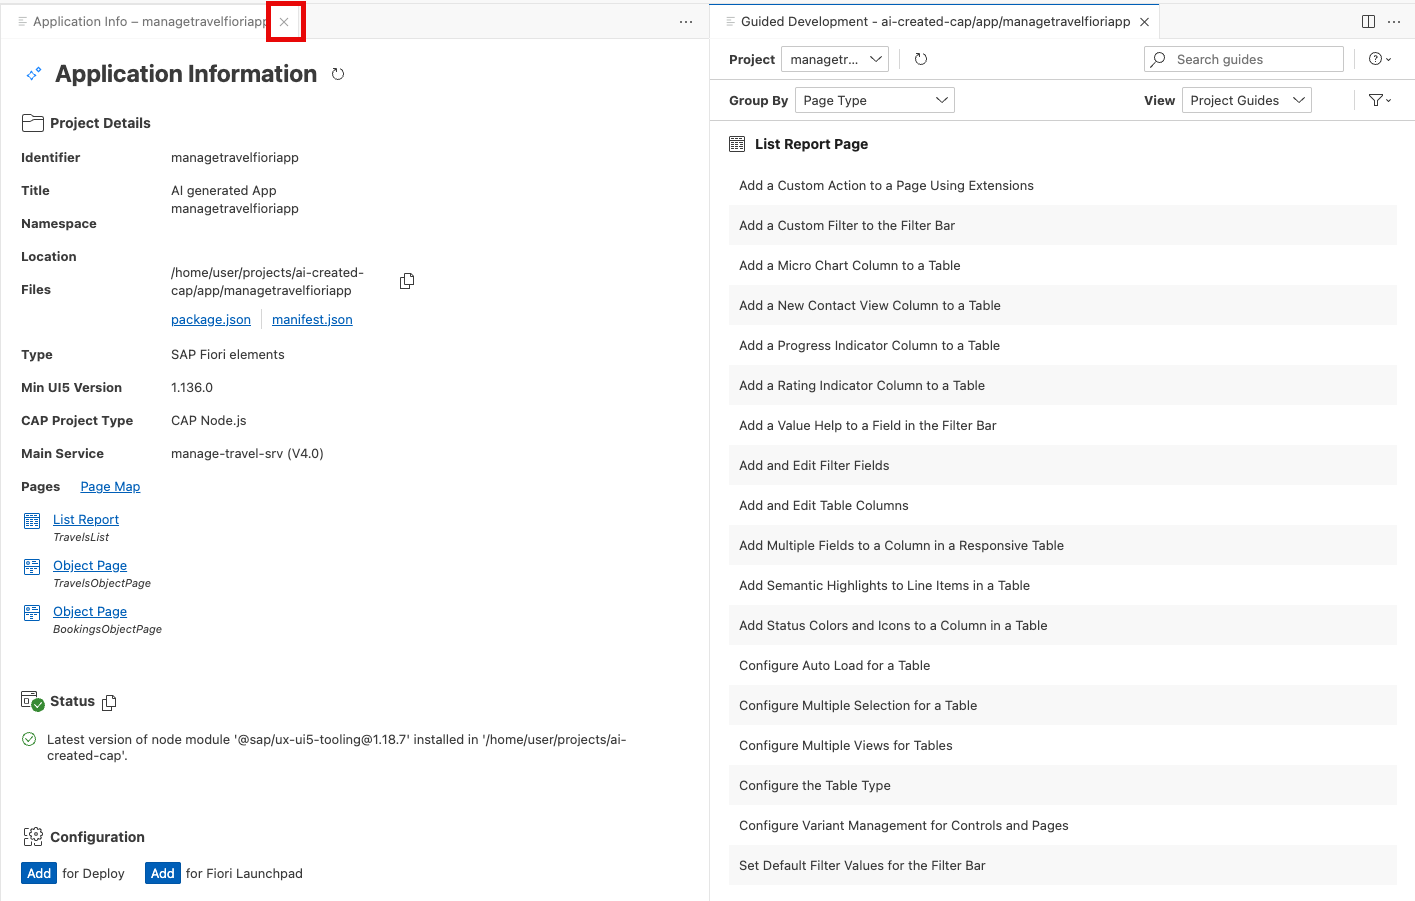 Application Info – managetravelfioriapp
Application Information
Project Details
Identifier managetravelfioriapp
Title AI generated App
managetravelfioriapp
Namespace
Location
/home/user/projects/ai-created-
Files cap/app/managetravelfioriapp
package.json manifest.json
Type SAP Fiori elements
Min UI5 Version 1.136.0
CAP Project Type CAP Node.js
Main Service manage-travel-srv (V4.0)
Pages Page Map
List Report
TravelsList
Object Page
TravelsObjectPage
Object Page
BookingsObjectPage
Status
Latest version of node module '@sap/ux-ui5-tooling@1.18.7' installed in '/home/user/projects/ai-
created-cap'.
Configuration
Add for Deploy Add for Fiori Launchpad
Guided Development - ai-created-cap/app/managetravelfioriapp
Project managetr... Search guides
Group By Page Type View Project Guides
List Report Page
Add a Custom Action to a Page Using Extensions
Add a Custom Filter to the Filter Bar
Add a Micro Chart Column to a Table
Add a New Contact View Column to a Table
Add a Progress Indicator Column to a Table
Add a Rating Indicator Column to a Table
Add a Value Help to a Field in the Filter Bar
Add and Edit Filter Fields
Add and Edit Table Columns
Add Multiple Fields to a Column in a Responsive Table
Add Semantic Highlights to Line Items in a Table
Add Status Colors and Icons to a Column in a Table
Configure Auto Load for a Table
Configure Multiple Selection for a Table
Configure Multiple Views for Tables
Configure the Table Type
Configure Variant Management for Controls and Pages
Set Default Filter Values for the Filter Bar